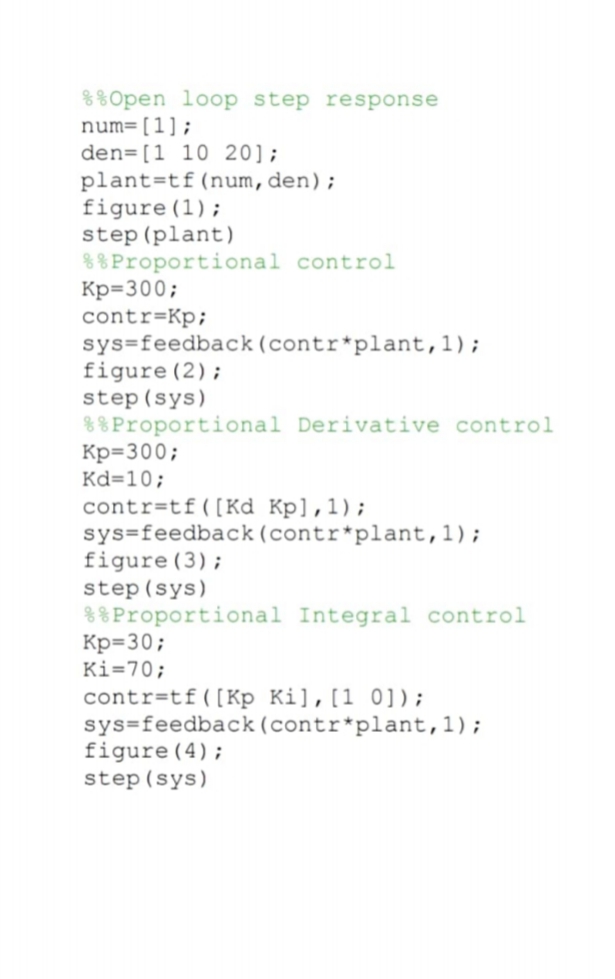 %%Open loop step response
num=[1];
den=[1 10 20];
plant=tf(num,den);
figure(1);
step(plant)
%%Proportional control
Kp=300;
contr=Kp;
sys=feedback(contr*plant,1);
figure(2);
step(sys)
%%Proportional Derivative control
Kp=300;
Kd=10;
contr=tf([Kd Kp],1);
sys=feedback(contr*plant,1);
figure(3);
step(sys)
%%Proportional Integral control
Kp=30;
Ki=70;
contr=tf([Kp Ki],[1 0]);
sys=feedback(contr*plant,1);
figure(4);
step(sys)